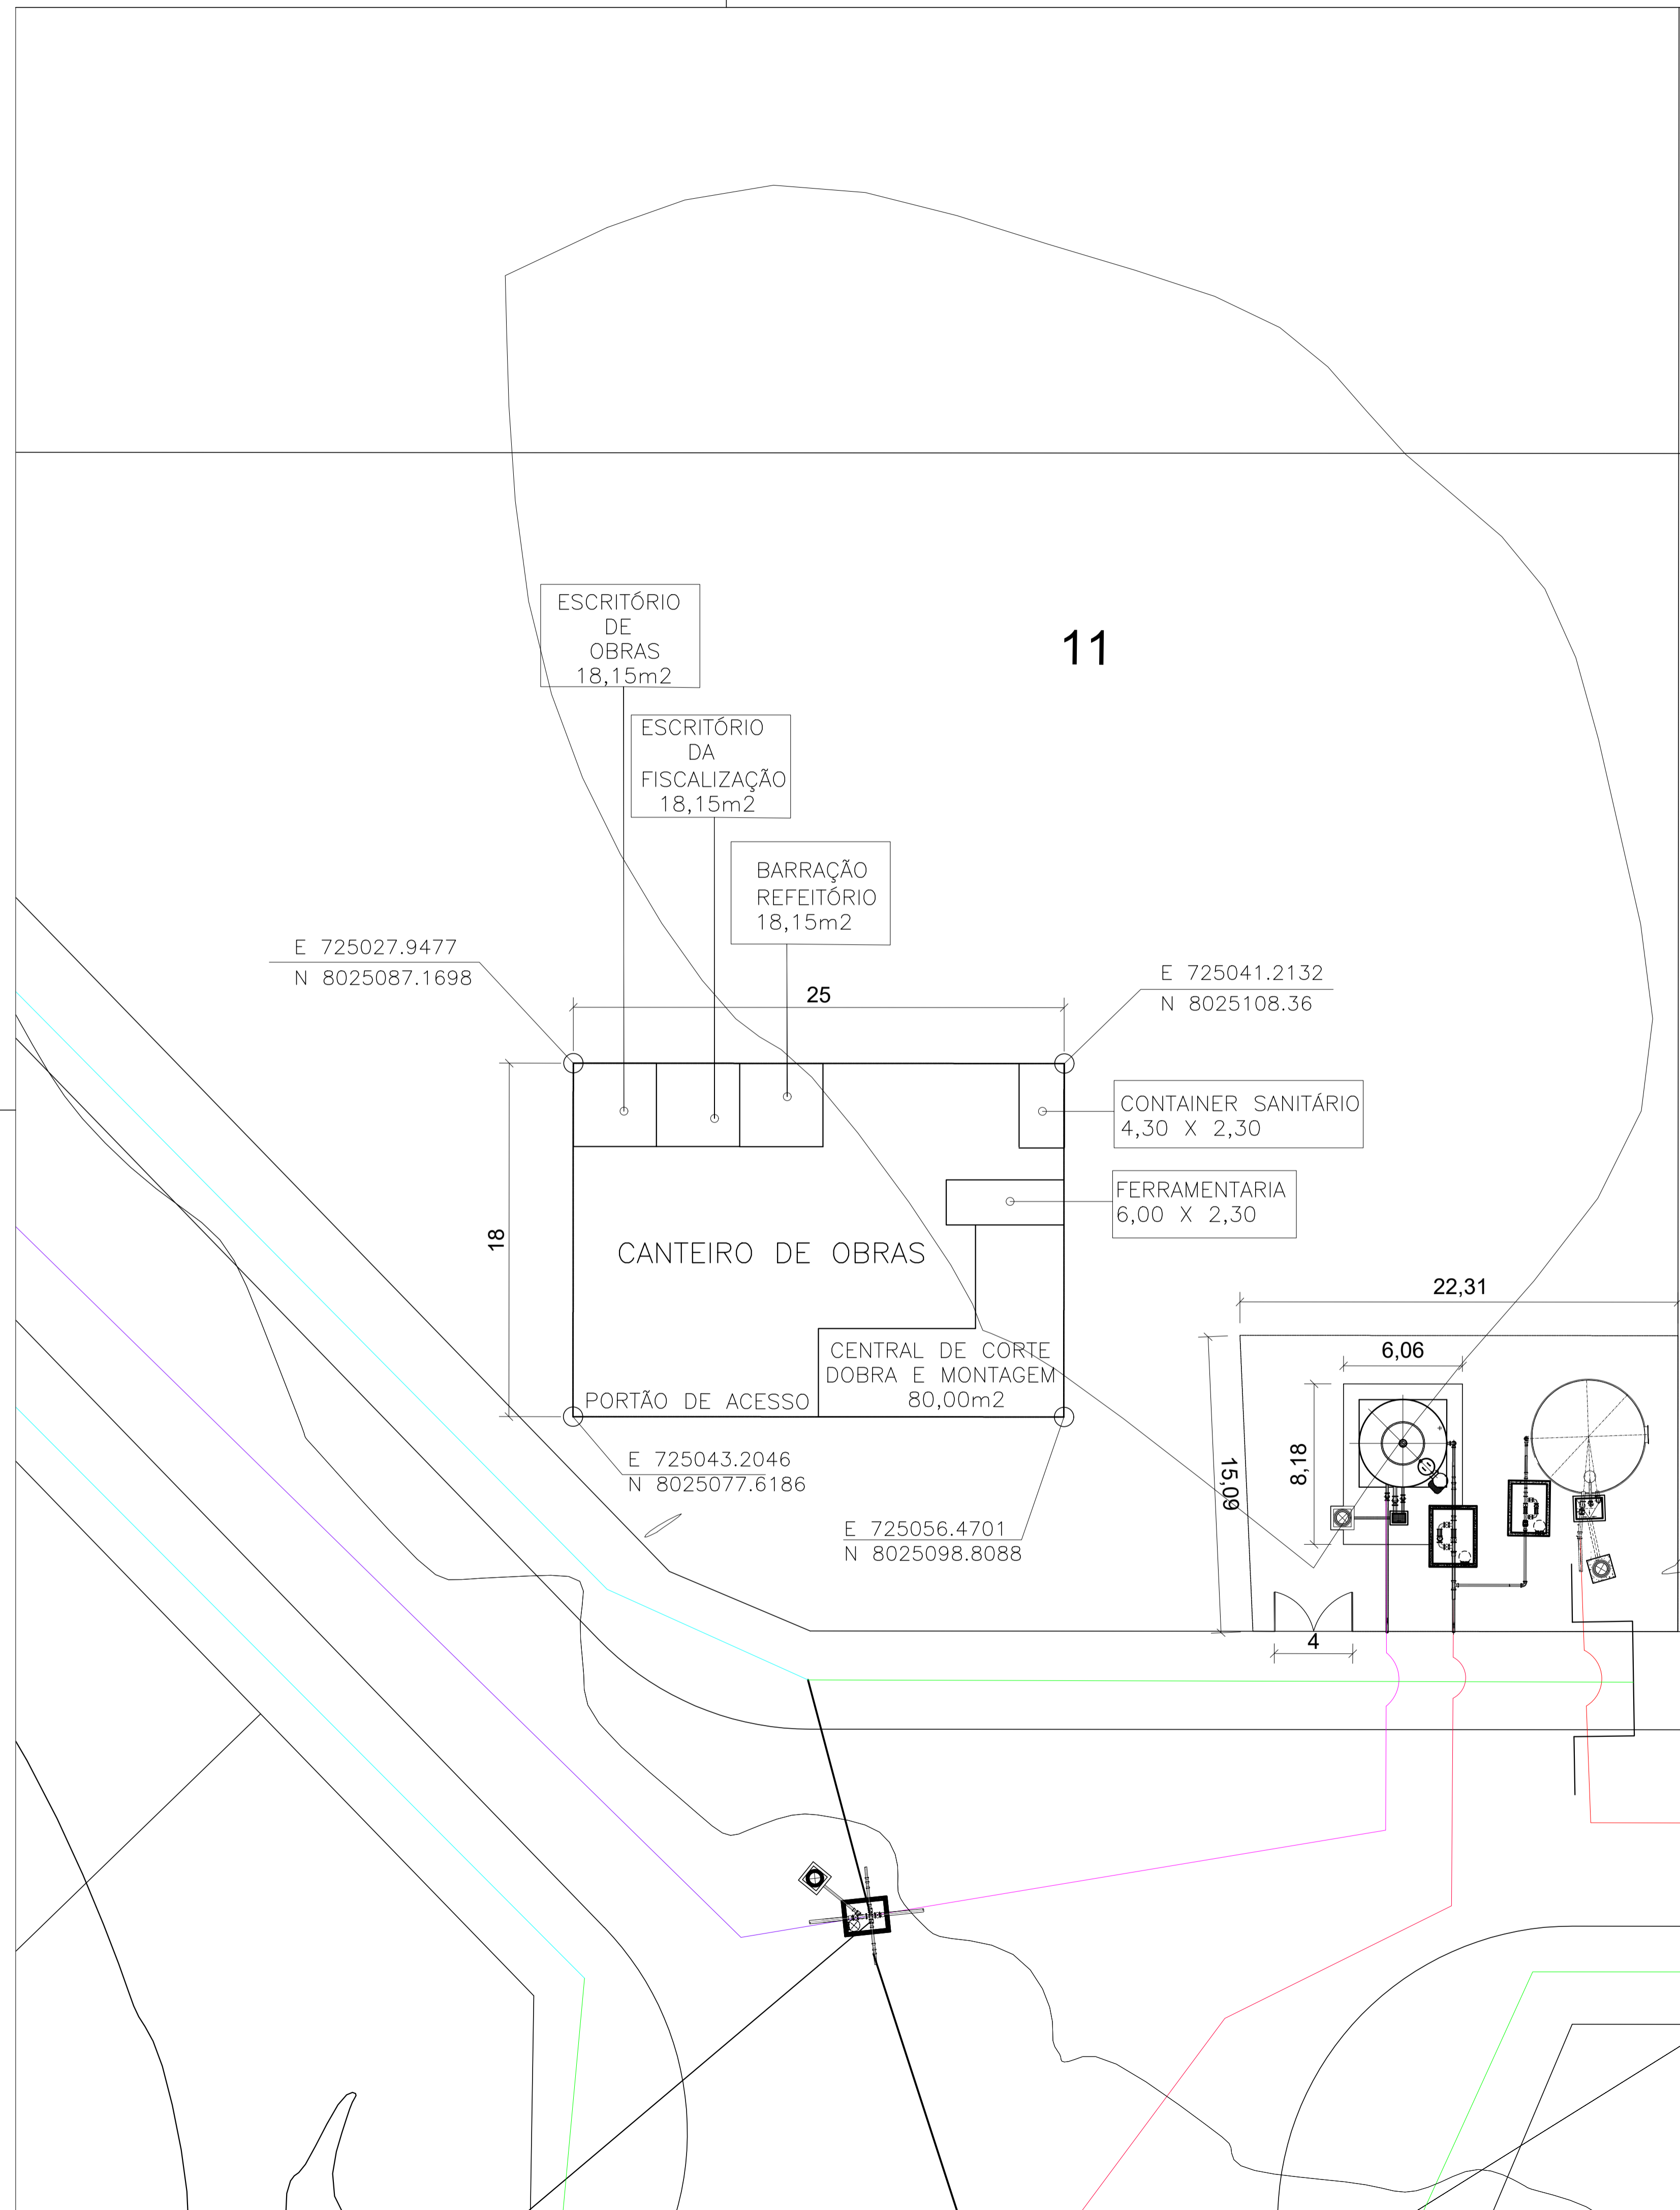 ESCRITÓRIO
DE
OBRAS
18,15m2
11
ESCRITÓRIO
DA
FISCALIZAÇÃO
18,15m2
BARRAÇÃO
REFEITÓRIO
18,15m2
E 725027.9477
N 8025087.1698
25
E 725041.2132
N 8025108.36
CONTAINER SANITÁRIO
4,30 X 2,30
FERRAMENTARIA
6,00 X 2,30
18
CANTEIRO DE OBRAS
22,31
CENTRAL DE CORTE
DOBRA E MONTAGEM
80,00m2
PORTÃO DE ACESSO
6,06
8,18
15,09
E 725043.2046
N 8025077.6186
E 725056.4701
N 8025098.8088
4